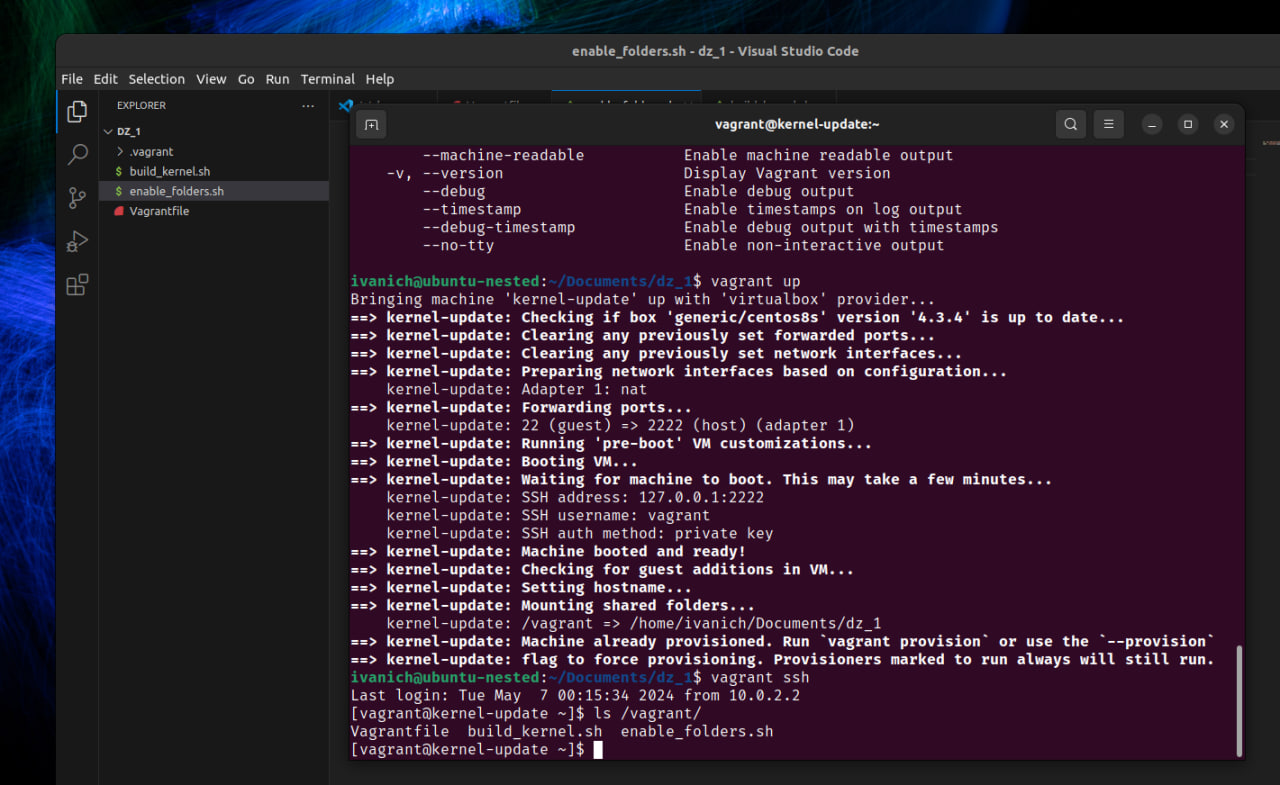 enable_folders.sh - dz_1 - Visual Studio Code
File Edit Selection View Go Run Terminal Help
EXPLORER
DZ_1
.vagrant
$ build_kernel.sh
$ enable_folders.sh
Vagrantfile
vagrant@kernel-update:~
--machine-readable Enable machine readable output
-v, --version Display Vagrant version
--debug Enable debug output
--timestamp Enable timestamps on log output
--debug-timestamp Enable debug output with timestamps
--no-tty Enable non-interactive output
ivanich@ubuntu-nested:~/Documents/dz_1$ vagrant up
Bringing machine 'kernel-update' up with 'virtualbox' provider...
==> kernel-update: Checking if box 'generic/centos8s' version '4.3.4' is up to date...
==> kernel-update: Clearing any previously set forwarded ports...
==> kernel-update: Clearing any previously set network interfaces...
==> kernel-update: Preparing network interfaces based on configuration...
kernel-update: Adapter 1: nat
==> kernel-update: Forwarding ports...
kernel-update: 22 (guest) => 2222 (host) (adapter 1)
==> kernel-update: Running 'pre-boot' VM customizations...
==> kernel-update: Booting VM...
==> kernel-update: Waiting for machine to boot. This may take a few minutes...
kernel-update: SSH address: 127.0.0.1:2222
kernel-update: SSH username: vagrant
kernel-update: SSH auth method: private key
==> kernel-update: Machine booted and ready!
==> kernel-update: Checking for guest additions in VM...
==> kernel-update: Setting hostname...
==> kernel-update: Mounting shared folders...
kernel-update: /vagrant => /home/ivanich/Documents/dz_1
==> kernel-update: Machine already provisioned. Run `vagrant provision` or use the `--provision`
==> kernel-update: flag to force provisioning. Provisioners marked to run always will still run.
ivanich@ubuntu-nested:~/Documents/dz_1$ vagrant ssh
Last login: Tue May  7 00:15:34 2024 from 10.0.2.2
[vagrant@kernel-update ~]$ ls /vagrant/
Vagrantfile  build_kernel.sh  enable_folders.sh
[vagrant@kernel-update ~]$